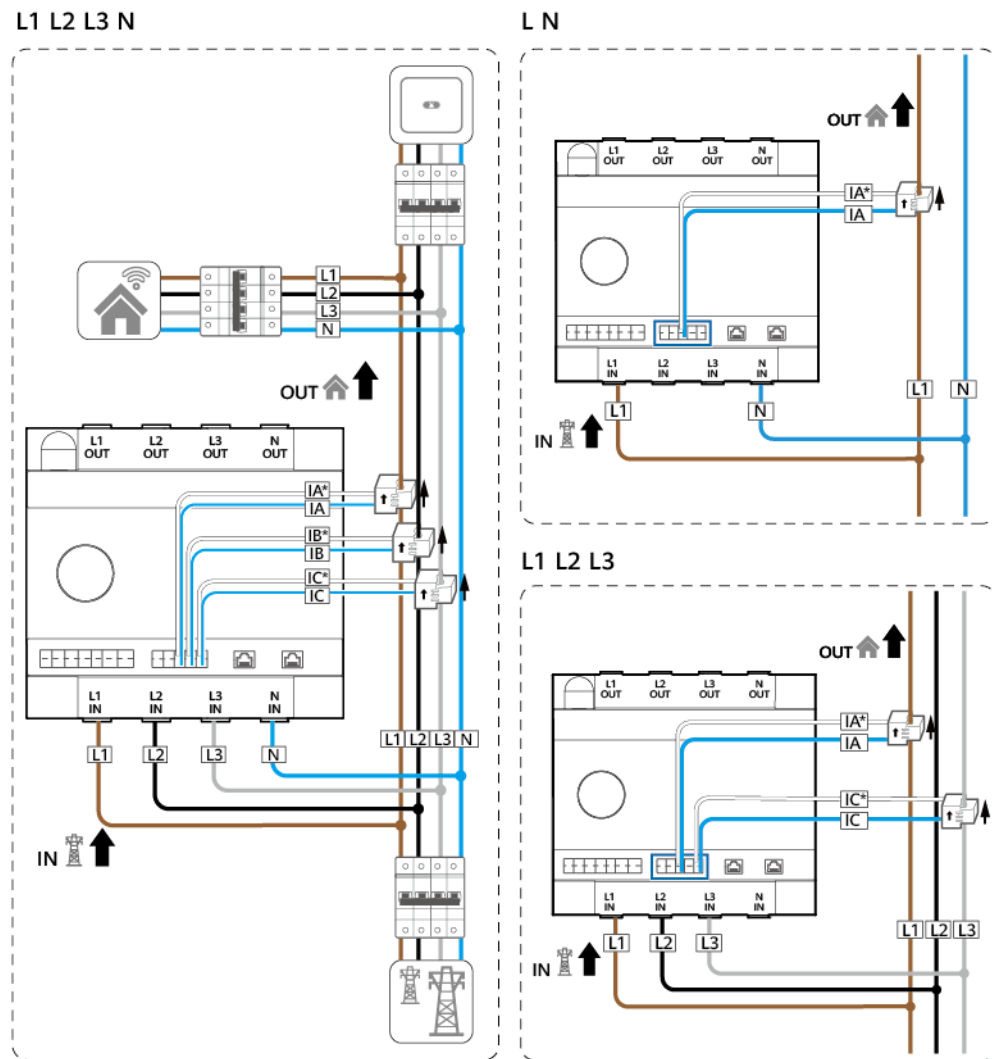 L1 L2 L3 N
L1
L2
L3
N
OUT
L1 OUT
L2 OUT
L3 OUT
N OUT
IA*
IA
IB*
IB
IC*
IC
L1 IN
L2 IN
L3 IN
N IN
L1 L2 L3 N
L1
L2
L3
N
IN
L N
OUT
L1 OUT
L2 OUT
L3 OUT
N OUT
IA*
IA
L1 IN
L2 IN
L3 IN
N IN
L1 N
L1
N
IN
L1 L2 L3
OUT
L1 OUT
L2 OUT
L3 OUT
N OUT
IA*
IA
IC*
IC
L1 IN
L2 IN
L3 IN
N IN
L1 L2 L3
L1
L2
L3
IN